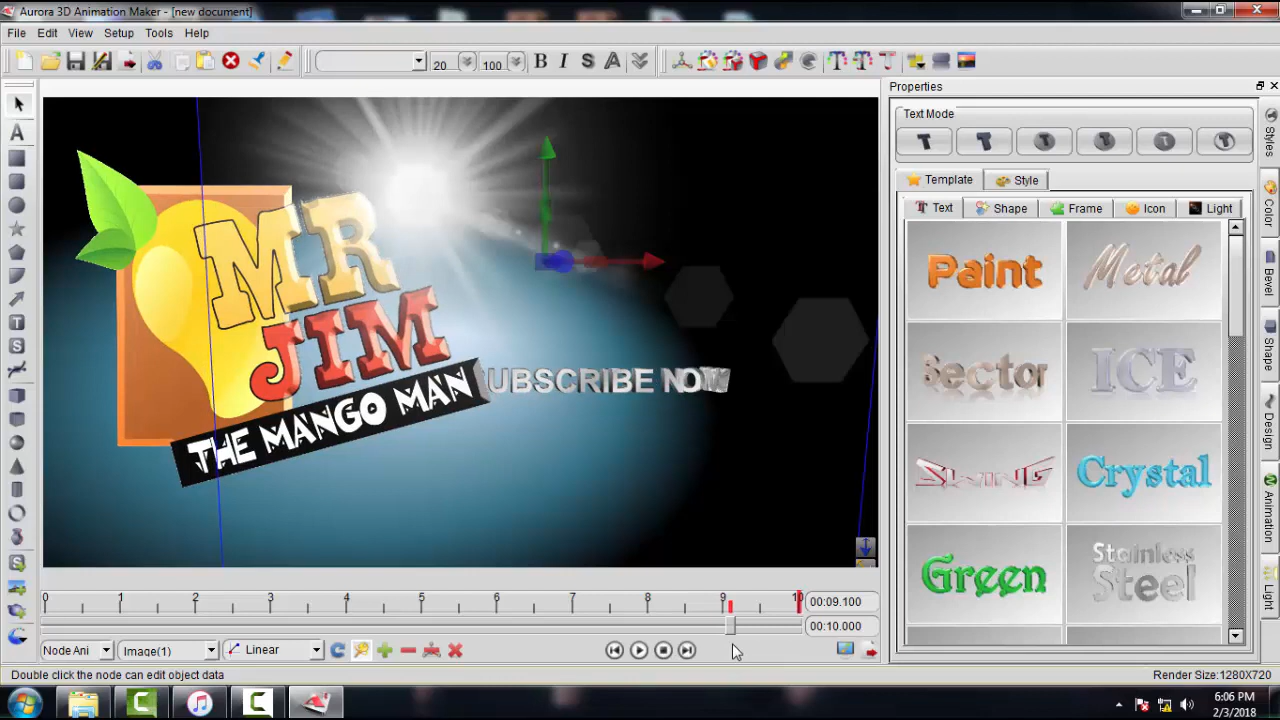 Aurora 3D Animation Maker - [new document]
File Edit View Setup Tools Help
20 100 B I S A
Properties
Text Mode
Template Style
Text Shape Frame Icon Light
Paint Metal
Sector ICE
Swing Crystal
Green Stainless Steel
Styles
Color
Bevel
Shape
Design
Animation
Light
MR
JIM
THE MANGO MAN
UBSCRIBE NOW
0 1 2 3 4 5 6 7 8 9 10 00:09.100
00:10.000
Node Ani Image(1) Linear
Double click the node can edit object data Render Size:1280X720
6:06 PM
2/3/2018